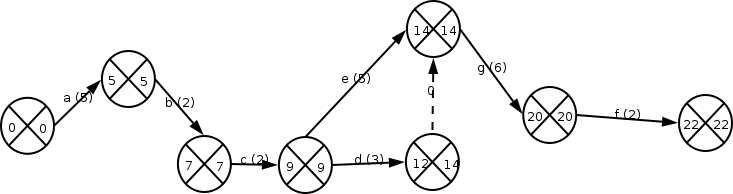 0 0
a (5)
5 5
b (2)
7 7
c (2)
9 9
e (5)
d (3)
12 14
0
14 14
g (6)
20 20
f (2)
22 22